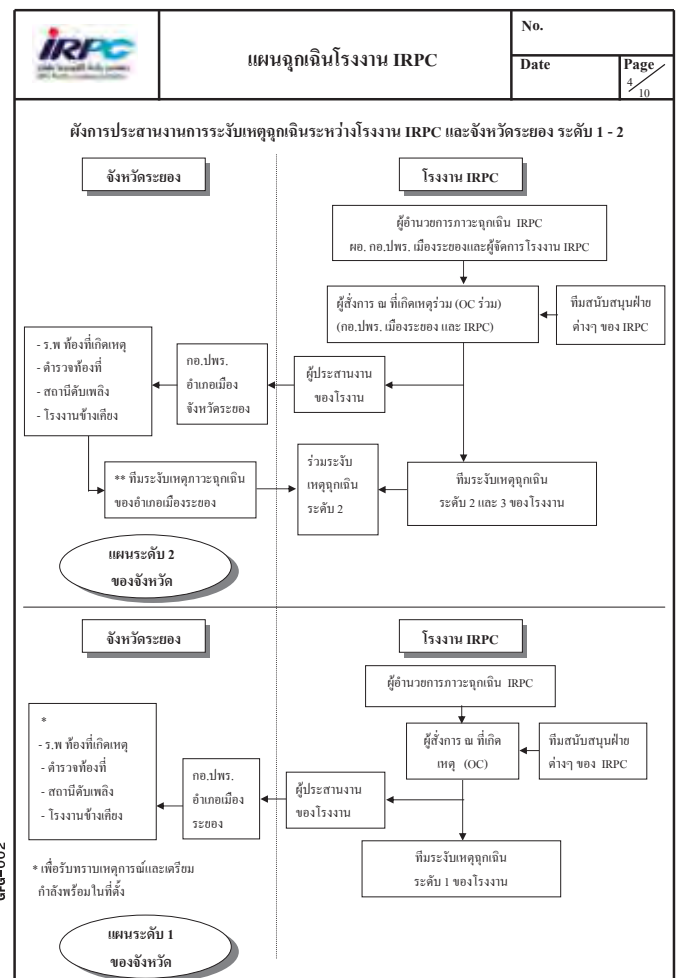 IRPC
แผนฉุกเฉินโรงงาน IRPC
No.
Date
Page
4/10
ผังการประสานงานการระงับเหตุฉุกเฉินระหว่างโรงงาน IRPC และจังหวัดระยอง ระดับ 1 - 2
จังหวัดระยอง
โรงงาน IRPC
ผู้อำนวยการภาวะฉุกเฉิน IRPC
ผอ. กอ.ปพร. เมืองระยองและผู้จัดการโรงงาน IRPC
ผู้สั่งการ ณ ที่เกิดเหตุร่วม (OC ร่วม)
(กอ.ปพร. เมืองระยอง และ IRPC)
ทีมสนับสนุนฝ่าย
ต่างๆ ของ IRPC
- ร.พ ท้องที่เกิดเหตุ
- ตำรวจท้องที่
- สถานีดับเพลิง
- โรงงานข้างเคียง
กอ.ปพร.
อำเภอเมือง
จังหวัดระยอง
ผู้ประสานงาน
ของโรงาน
** ทีมระงับเหตุภาวะฉุกเฉิน
ของอำเภอเมืองระยอง
ร่วมระงับ
เหตุฉุกเฉิน
ระดับ 2
ทีมระงับเหตุฉุกเฉิน
ระดับ 2 และ 3 ของโรงงาน
แผนระดับ 2
ของจังหวัด
จังหวัดระยอง
โรงงาน IRPC
ผู้อำนวยการภาวะฉุกเฉิน IRPC
ผู้สั่งการ ณ ที่เกิด
เหตุ (OC)
ทีมสนับสนุนฝ่าย
ต่างๆ ของ IRPC
*
- ร.พ ท้องที่เกิดเหตุ
- ตำรวจท้องที่
- สถานีดับเพลิง
- โรงงานข้างเคียง
กอ.ปพร.
อำเภอเมือง
ระยอง
ผู้ประสานงาน
ของโรงงาน
* เพื่อรับทราบเหตุการณ์และเตรียม
กำลังพร้อมในที่ตั้ง
ทีมระงับเหตุฉุกเฉิน
ระดับ 1 ของโรงงาน
แผนระดับ 1
ของจังหวัด